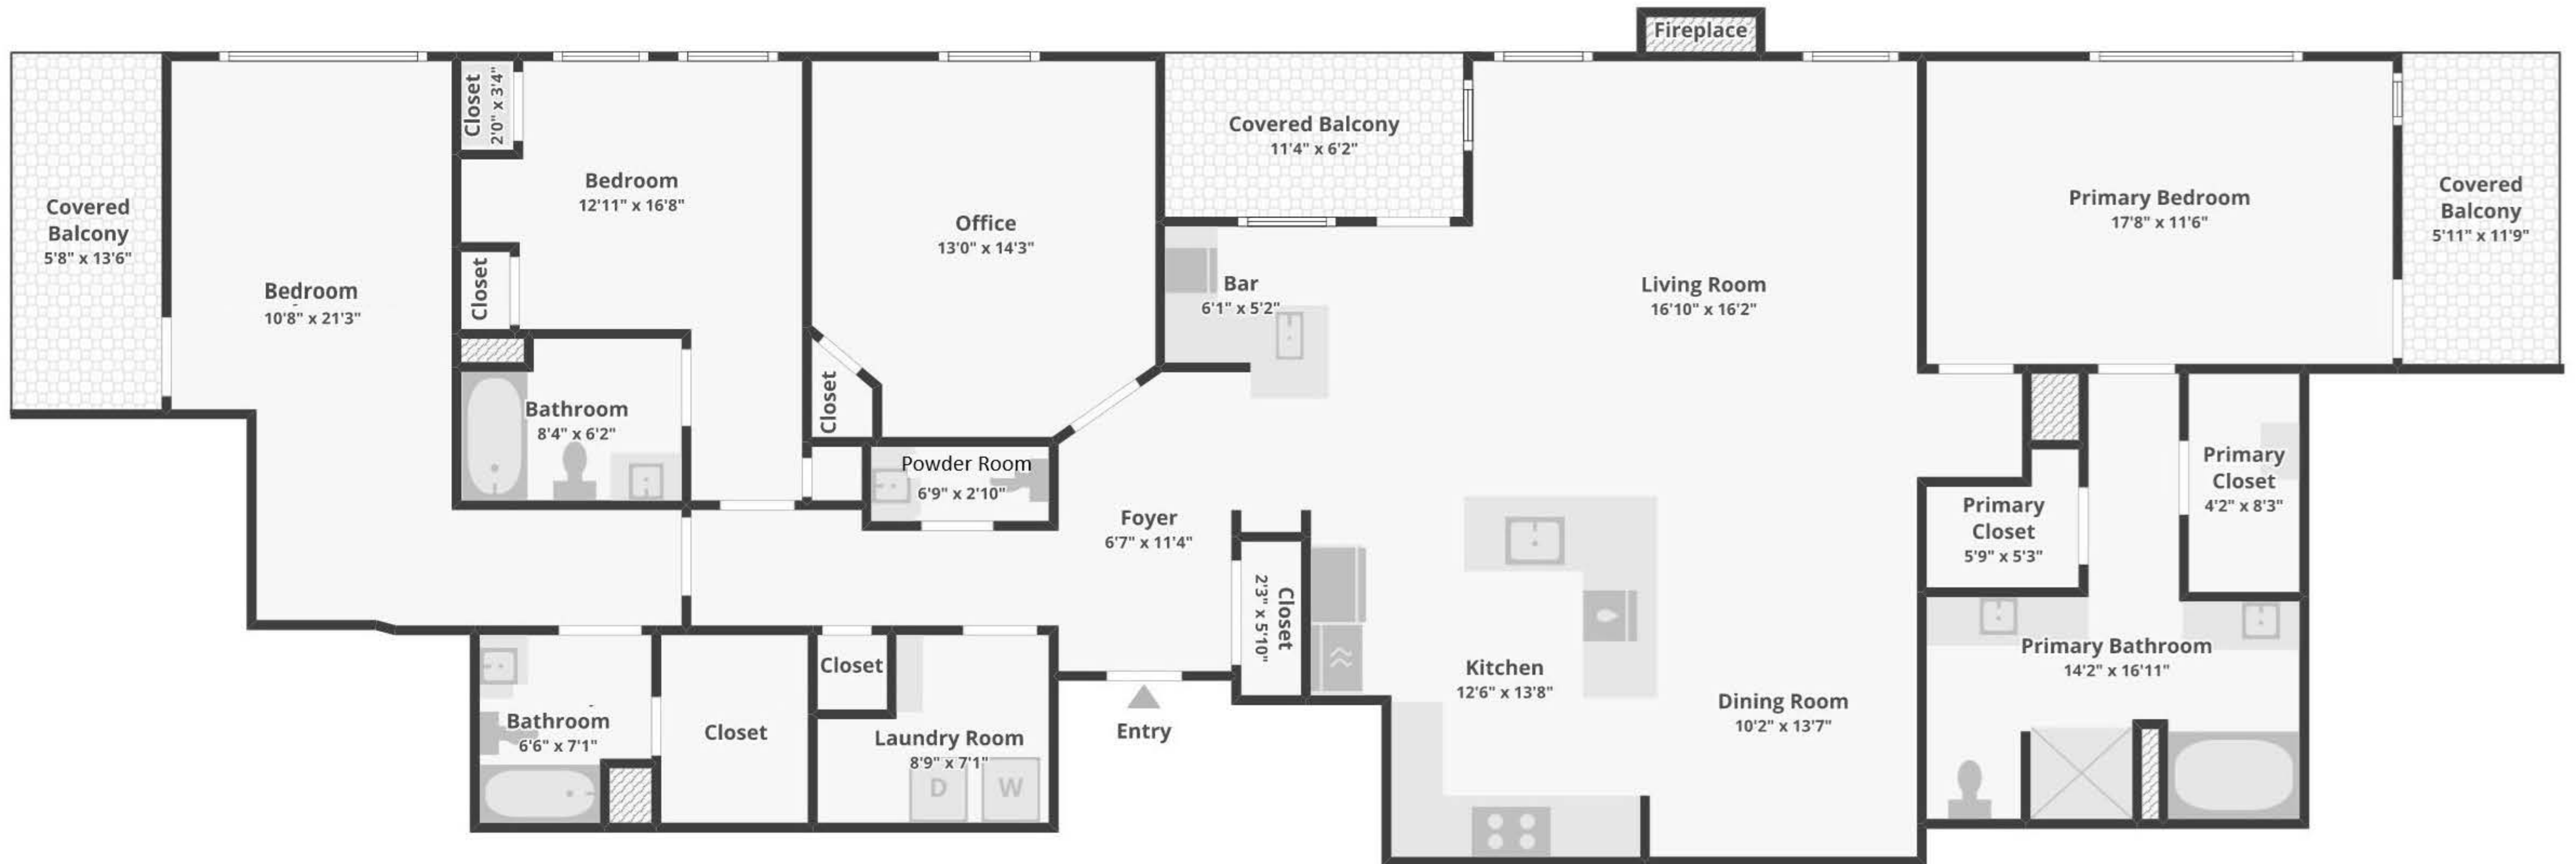 Fireplace
Covered
Balcony
5'8" x 13'6"
Bedroom
10'8" x 21'3"
Closet
2'0" x 3'4"
Bedroom
12'11" x 16'8"
Closet
Bathroom
8'4" x 6'2"
Office
13'0" x 14'3"
Closet
Powder Room
6'9" x 2'10"
Covered Balcony
11'4" x 6'2"
Bar
6'1" x 5'2"
Living Room
16'10" x 16'2"
Primary Bedroom
17'8" x 11'6"
Covered
Balcony
5'11" x 11'9"
Foyer
6'7" x 11'4"
Closet
2'3" x 5'10"
Primary
Closet
5'9" x 5'3"
Primary
Closet
4'2" x 8'3"
Bathroom
6'6" x 7'1"
Closet
Closet
Laundry Room
8'9" x 7'1"
D
W
Entry
Kitchen
12'6" x 13'8"
Dining Room
10'2" x 13'7"
Primary Bathroom
14'2" x 16'11"